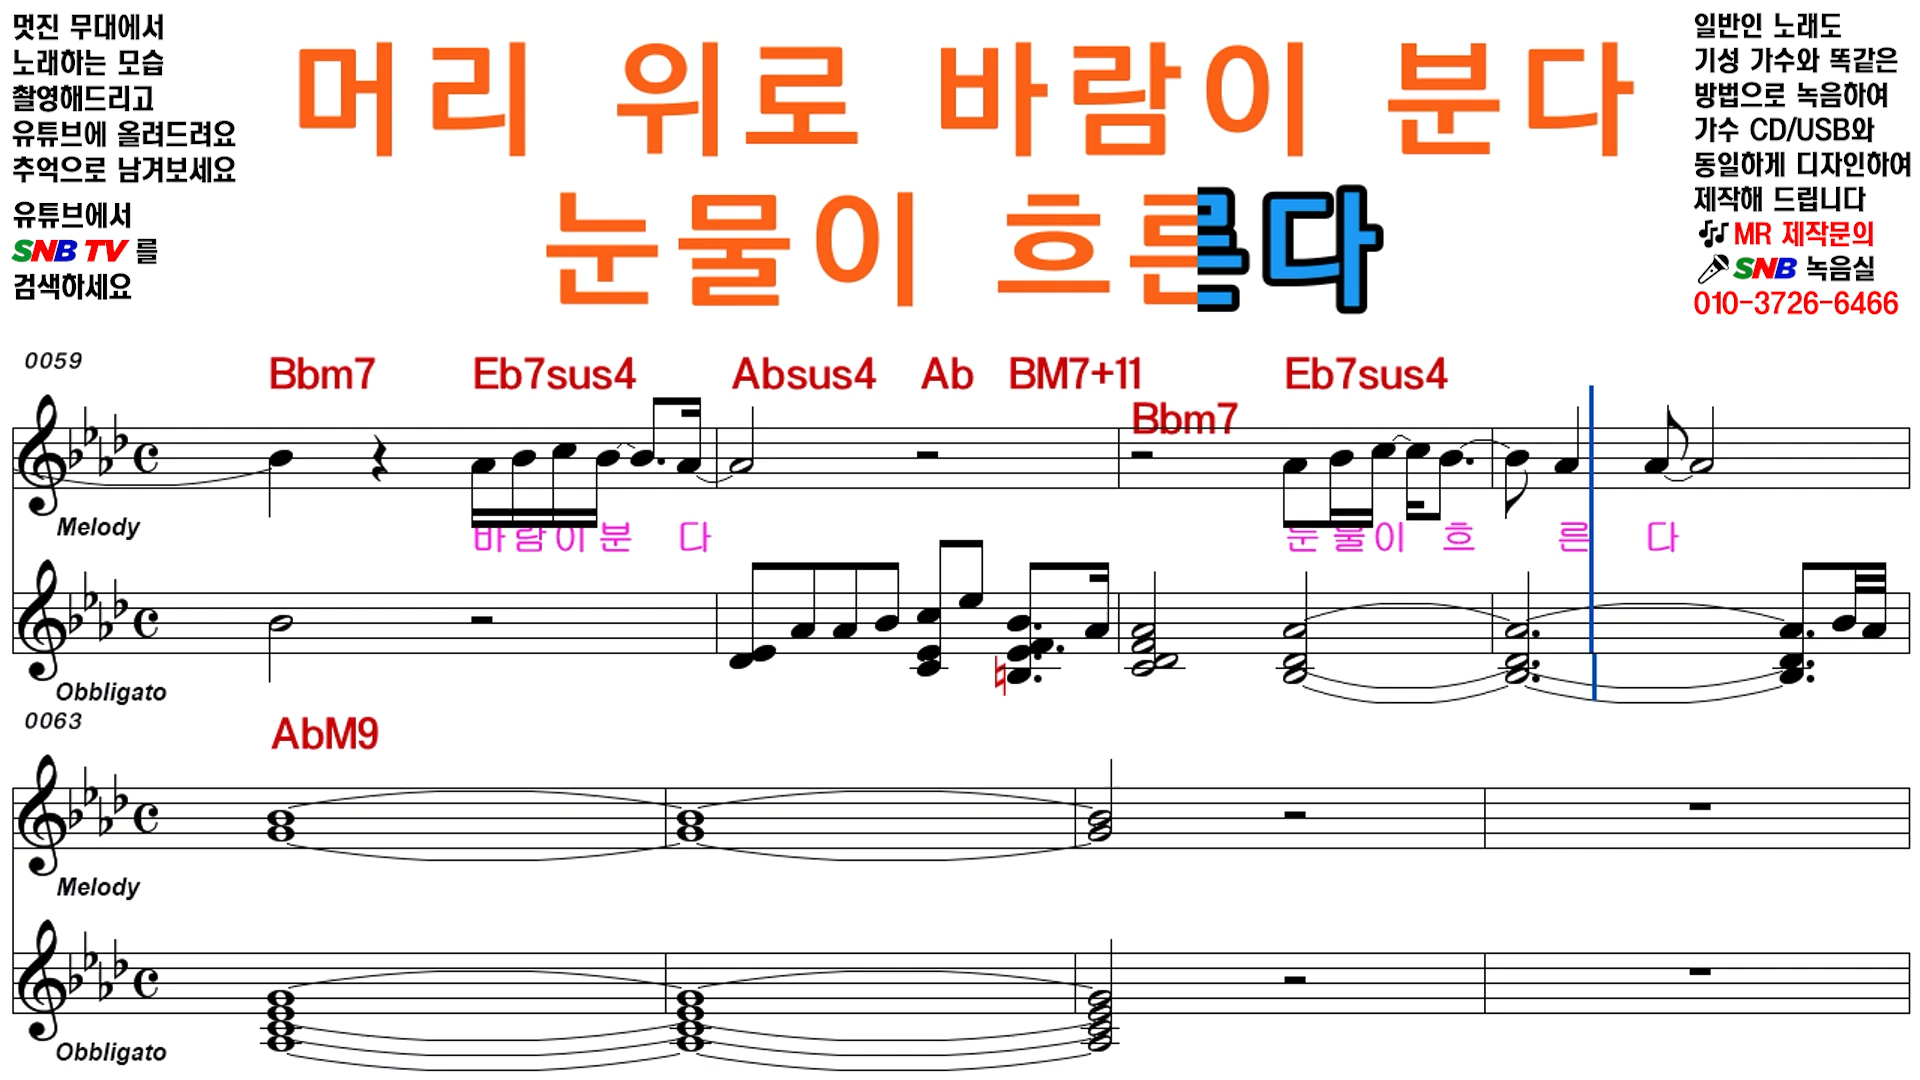 멋진 무대에서
노래하는 모습
촬영해드리고
유튜브에 올려드려요
추억으로 남겨보세요
유튜브에서
SNB TV 를
검색하세요
머리 위로 바람이 분다
눈물이 흐른다
일반인 노래도
기성 가수와 똑같은
방법으로 녹음하여
가수 CD/USB와
동일하게 디자인하여
제작해 드립니다
MR 제작문의
SNB 녹음실
010-3726-6466
0059
Bbm7 Eb7sus4 Absus4 Ab BM7+11 Eb7sus4
Bbm7
Melody
바람이분 다 눈물이 흐 른 다
Obbligato
0063
AbM9
Melody
Obbligato